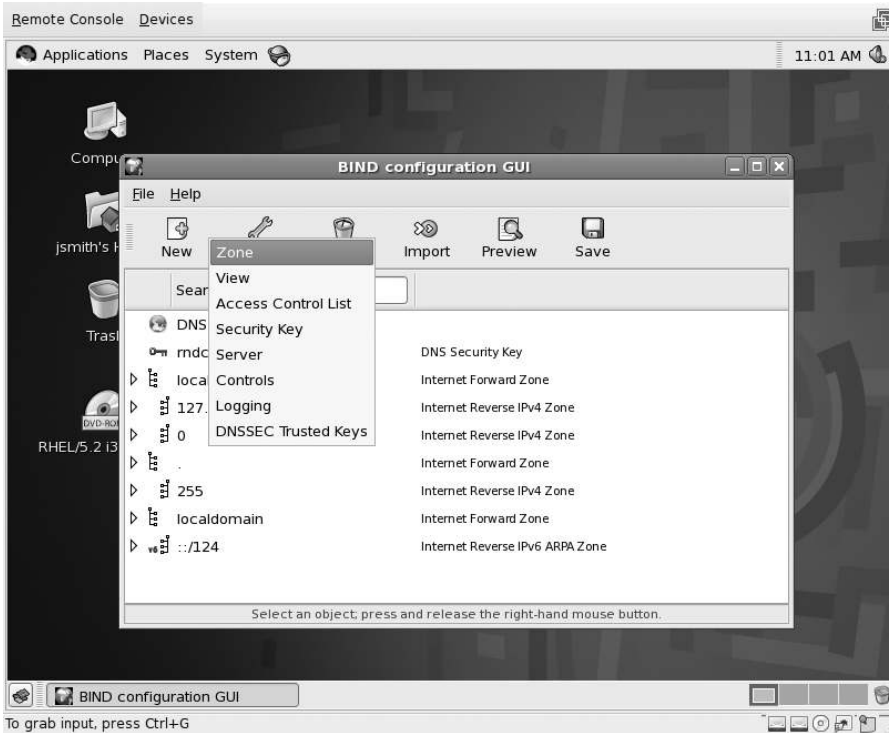 Remote Console Devices
Applications Places System 11:01 AM
BIND configuration GUI
File Help
New Import Preview Save
Zone
View
Access Control List
Security Key
Server
Controls
Logging
DNSSEC Trusted Keys
Sear
DNS
rndc DNS Security Key
loca Internet Forward Zone
127. Internet Reverse IPv4 Zone
0 Internet Reverse IPv4 Zone
. Internet Forward Zone
255 Internet Reverse IPv4 Zone
localdomain Internet Forward Zone
v6 ::/124 Internet Reverse IPv6 ARPA Zone
Select an object; press and release the right-hand mouse button.
Compu
jsmith's H
Tras
DVD-RO
RHEL/5.2 i3
BIND configuration GUI
To grab input, press Ctrl+G